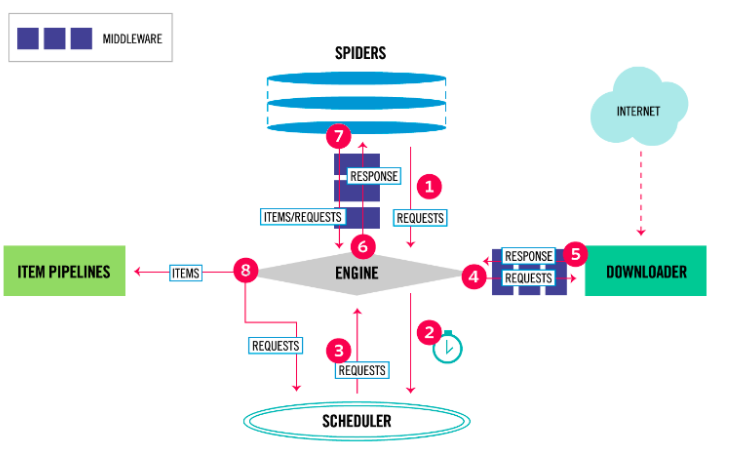 MIDDLEWARE
SPIDERS
INTERNET
7
RESPONSE
1
ITEMS/REQUESTS
REQUESTS
6
5
RESPONSE
ITEM PIPELINES
ITEMS
8
ENGINE
4
REQUESTS
DOWNLOADER
2
REQUESTS
3
REQUESTS
SCHEDULER